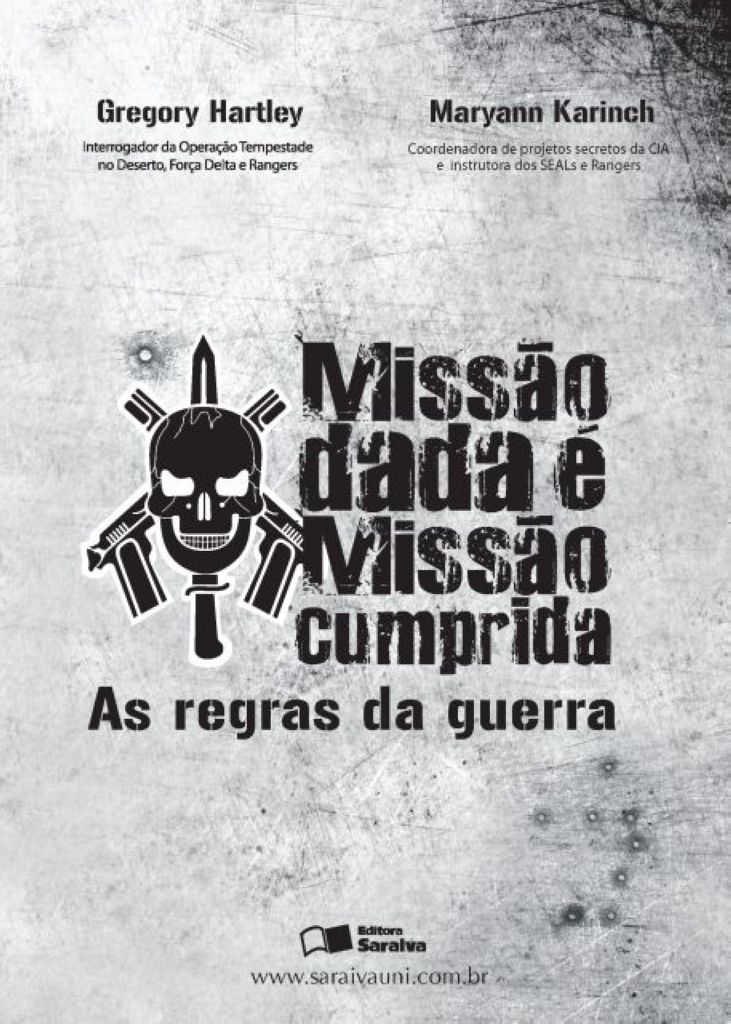 Gregory Hartley
Interrogador da Operação Tempestade
no Deserto, Força Delta e Rangers
Maryann Karinch
Coordenadora de projetos secretos da CIA
e instrutora dos SEALs e Rangers
Missão
dada é
Missão
cumprida
As regras da guerra
Editora
Saraiva
www.saraivauni.com.br